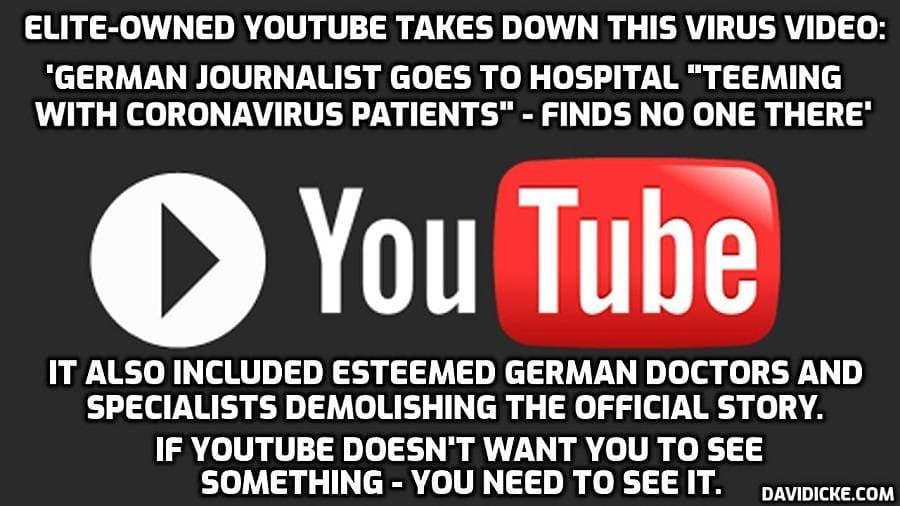 ELITE-OWNED YOUTUBE TAKES DOWN THIS VIRUS VIDEO:
'GERMAN JOURNALIST GOES TO HOSPITAL "TEEMING
WITH CORONAVIRUS PATIENTS" - FINDS NO ONE THERE'
YouTube
IT ALSO INCLUDED ESTEEMED GERMAN DOCTORS AND
SPECIALISTS DEMOLISHING THE OFFICIAL STORY.
IF YOUTUBE DOESN'T WANT YOU TO SEE
SOMETHING - YOU NEED TO SEE IT.
DAVIDICKE.COM